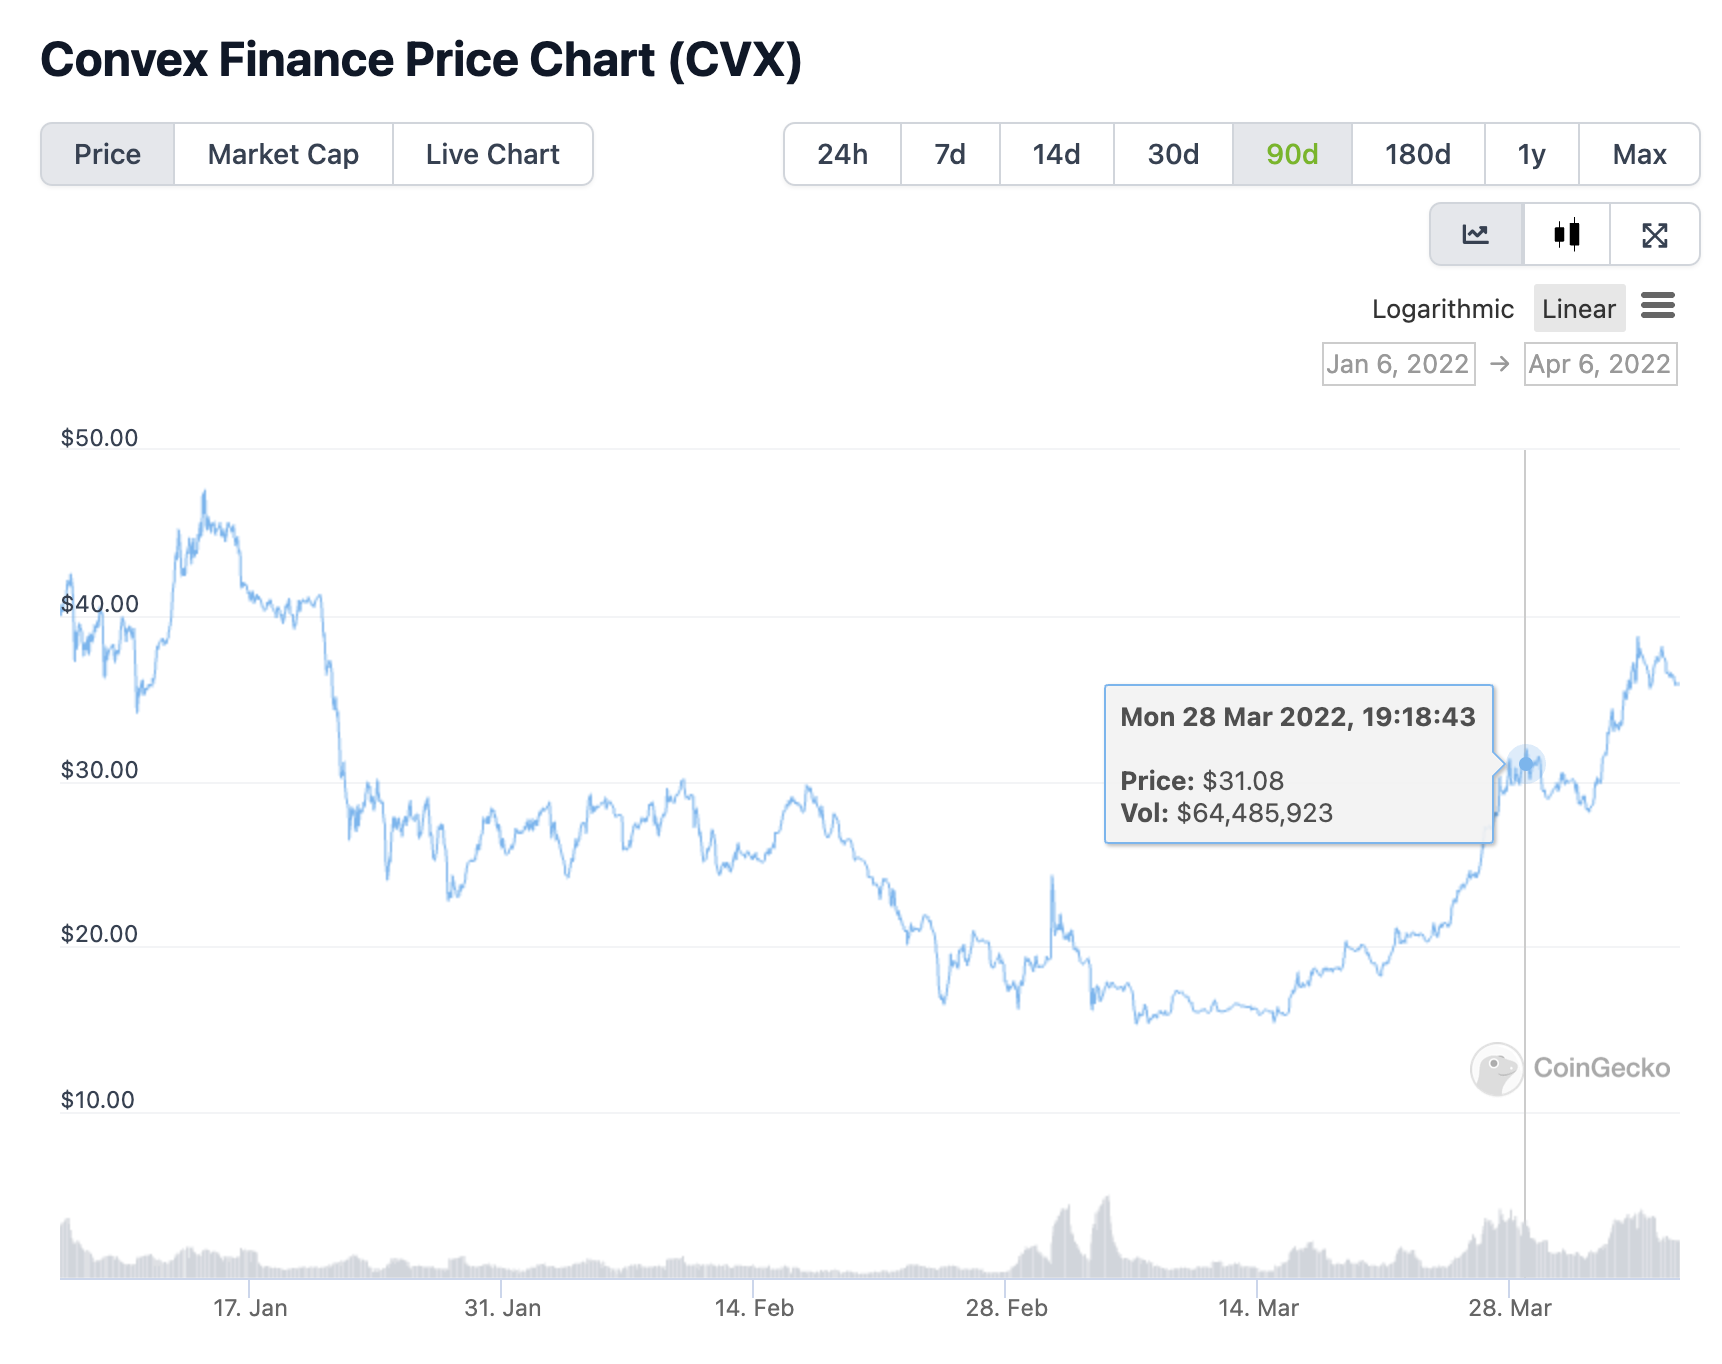 Convex Finance Price Chart (CVX)
Price Market Cap Live Chart 24h 7d 14d 30d 90d 180d 1y Max
Logarithmic Linear
Jan 6, 2022 → Apr 6, 2022
$50.00
$40.00
$30.00
$20.00
$10.00
Mon 28 Mar 2022, 19:18:43
Price: $31.08
Vol: $64,485,923
CoinGecko
17. Jan 31. Jan 14. Feb 28. Feb 14. Mar 28. Mar